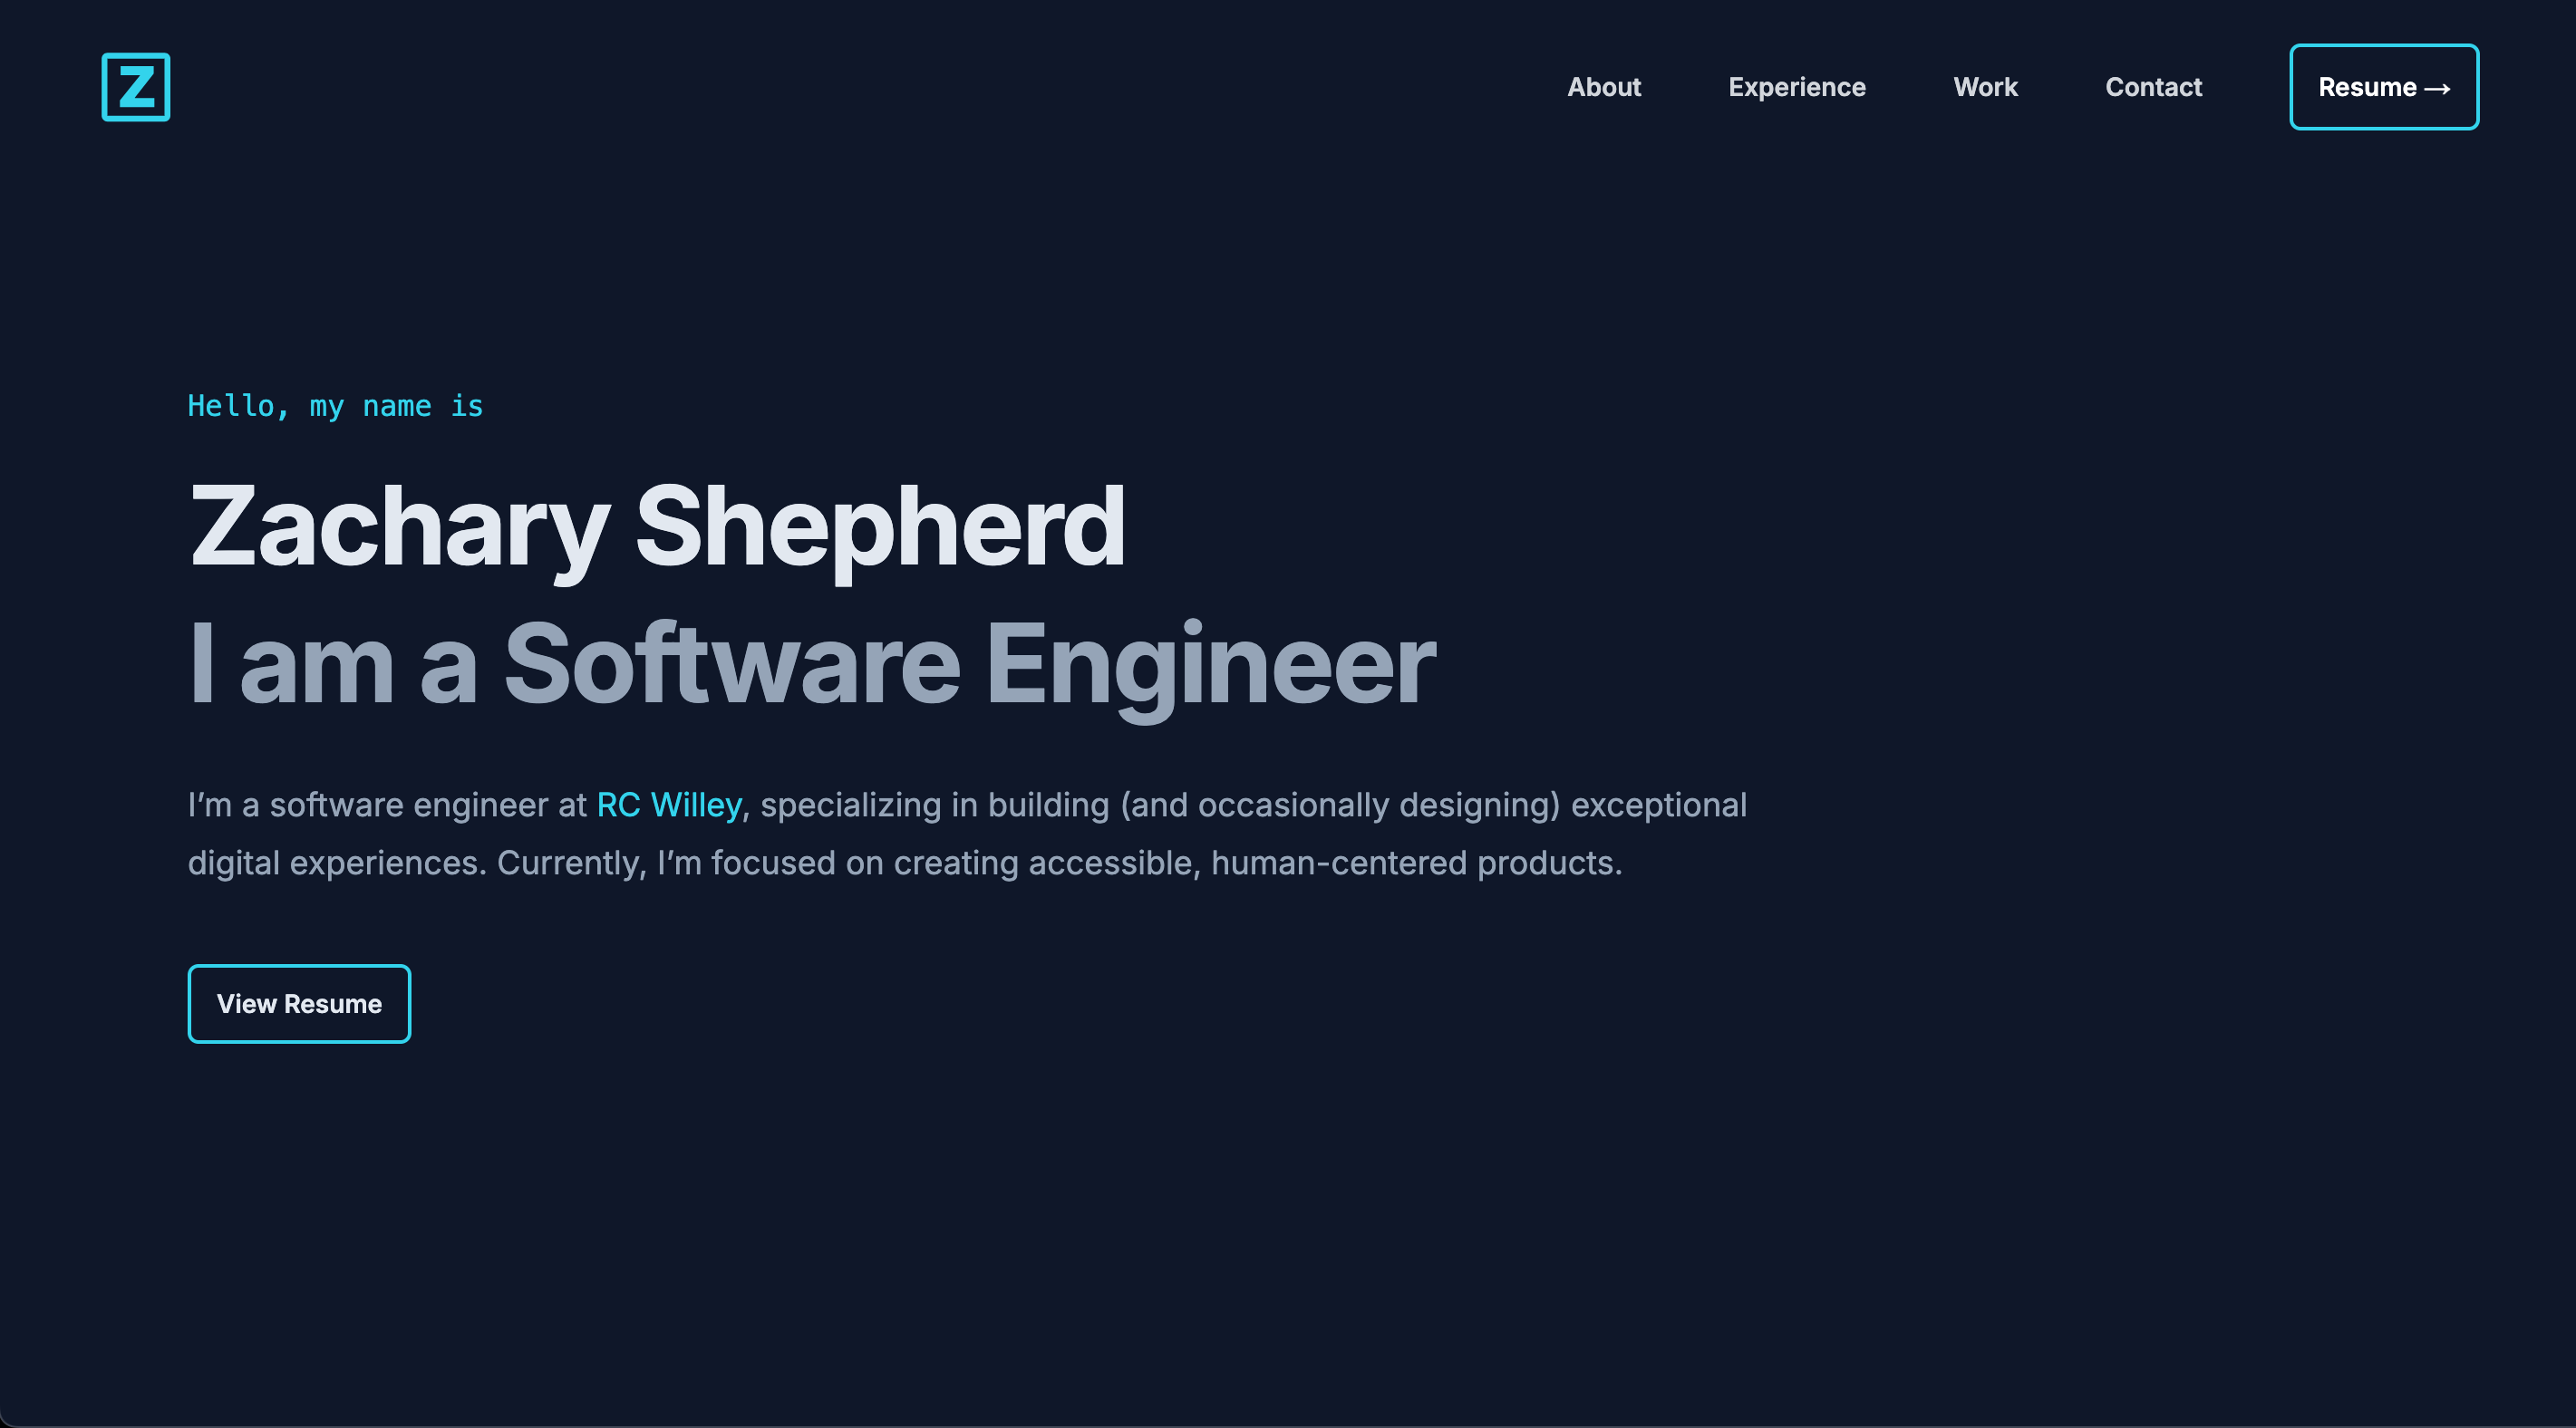 Z
About Experience Work Contact Resume →
Hello, my name is
Zachary Shepherd
I am a Software Engineer
I’m a software engineer at RC Willey, specializing in building (and occasionally designing) exceptional
digital experiences. Currently, I’m focused on creating accessible, human-centered products.
View Resume